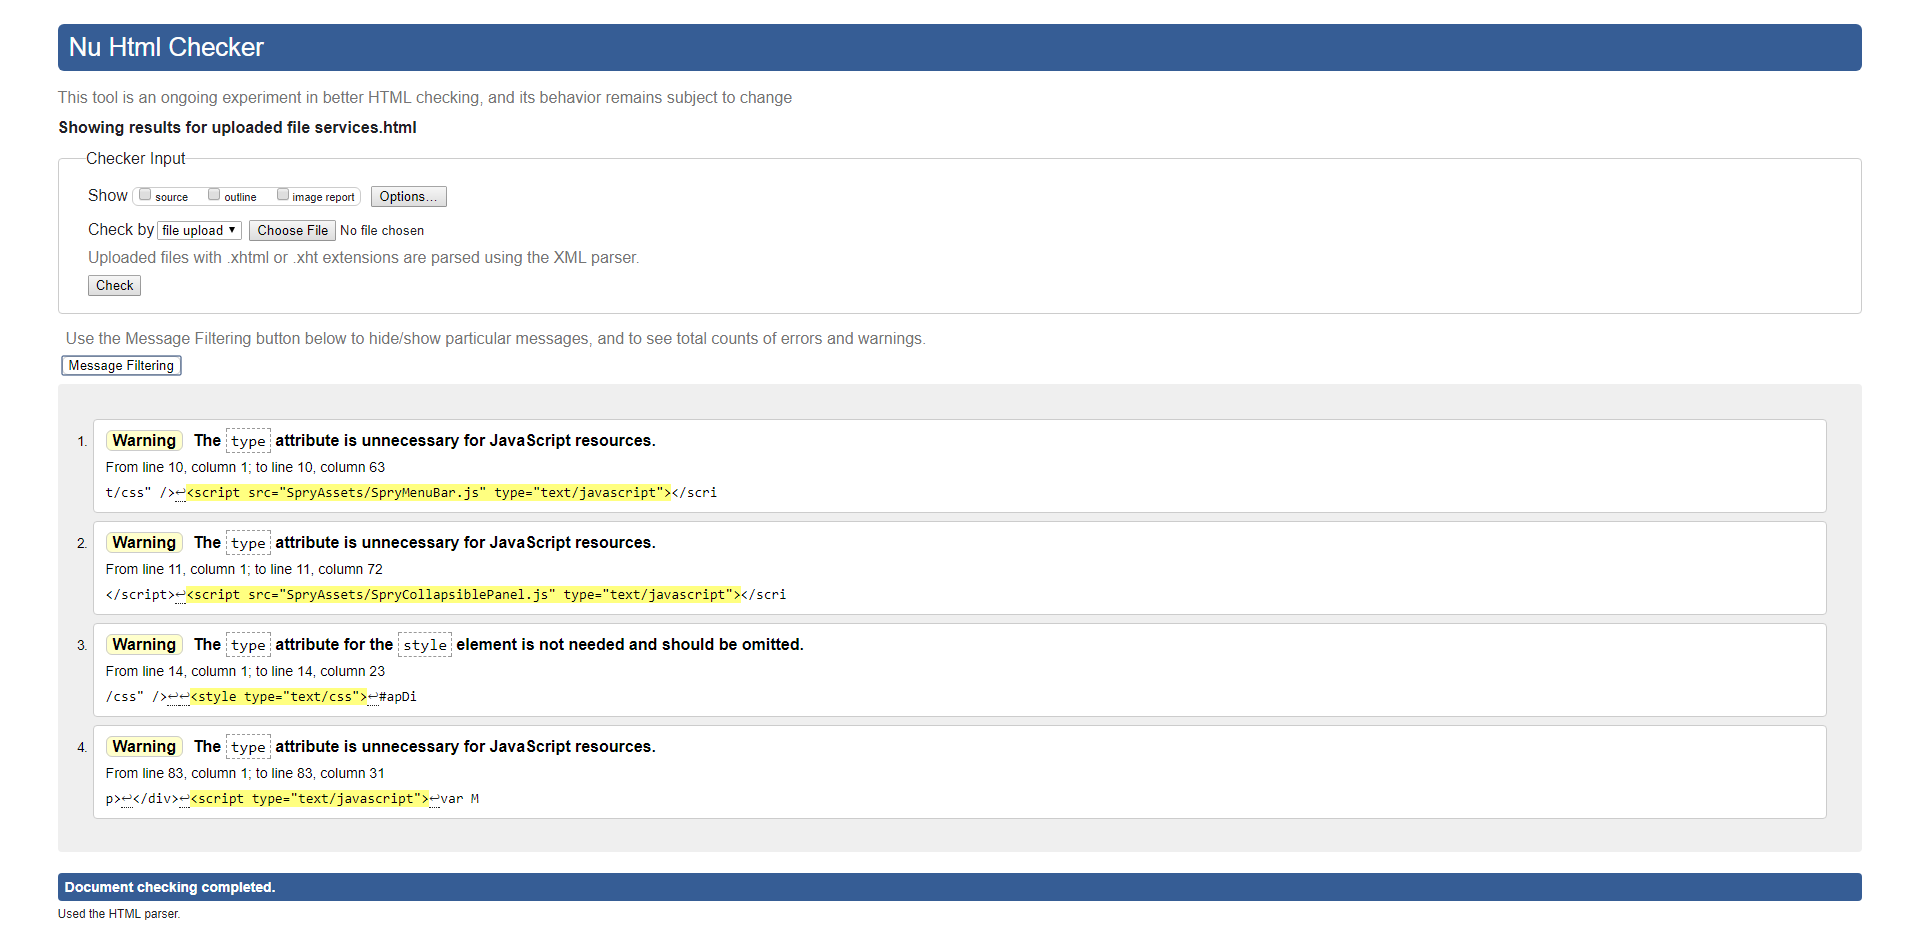 Nu Html Checker
This tool is an ongoing experiment in better HTML checking, and its behavior remains subject to change
Showing results for uploaded file services.html
Checker Input
Show source outline image report Options...
Check by file upload ▼ Choose File No file chosen
Uploaded files with .xhtml or .xht extensions are parsed using the XML parser.
Check
Use the Message Filtering button below to hide/show particular messages, and to see total counts of errors and warnings.
Message Filtering
1. Warning The type attribute is unnecessary for JavaScript resources.
From line 10, column 1; to line 10, column 63
t/css" />↩<script src="SpryAssets/SpryMenuBar.js" type="text/javascript"></scri
2. Warning The type attribute is unnecessary for JavaScript resources.
From line 11, column 1; to line 11, column 72
</script>↩<script src="SpryAssets/SpryCollapsiblePanel.js" type="text/javascript"></scri
3. Warning The type attribute for the style element is not needed and should be omitted.
From line 14, column 1; to line 14, column 23
/css" />↩↩<style type="text/css">↩#apDi
4. Warning The type attribute is unnecessary for JavaScript resources.
From line 83, column 1; to line 83, column 31
p>↩</div>↩<script type="text/javascript">↩var M
Document checking completed.
Used the HTML parser.